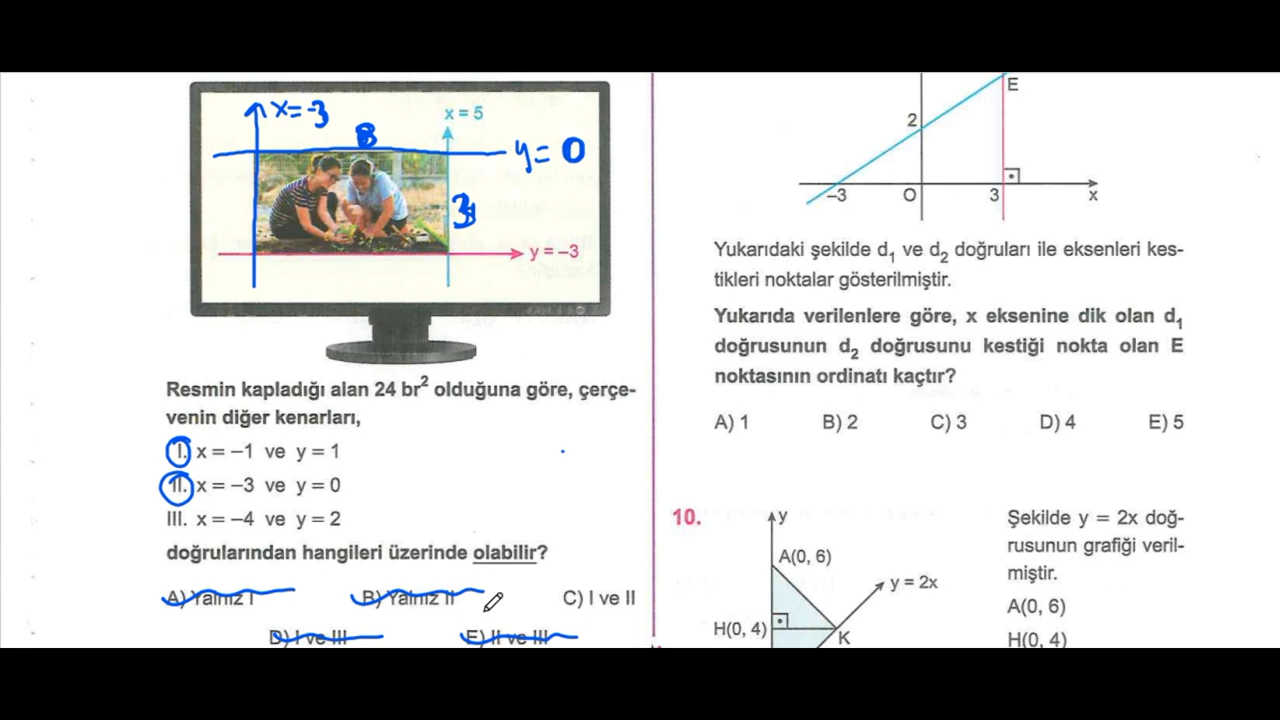 x = -3
x = 5
8
y = 0
3
y = –3
Resmin kapladığı alan 24 br² olduğuna göre, çerçe-
venin diğer kenarları,
I. x = –1 ve y = 1
II. x = –3 ve y = 0
III. x = –4 ve y = 2
doğrularından hangileri üzerinde olabilir?
A) Yalnız I
B) Yalnız II
C) I ve II
D) I ve III
E) II ve III
E
2
–3
O
3
x
Yukarıdaki şekilde d₁ ve d₂ doğruları ile eksenleri kes-
tikleri noktalar gösterilmiştir.
Yukarıda verilenlere göre, x eksenine dik olan d₁
doğrusunun d₂ doğrusunu kestiği nokta olan E
noktasının ordinatı kaçtır?
A) 1 B) 2 C) 3 D) 4 E) 5
10.
y
A(0, 6)
y = 2x
H(0, 4)
K
Şekilde y = 2x doğ-
rusunun grafiği veril-
miştir.
A(0, 6)
H(0, 4)